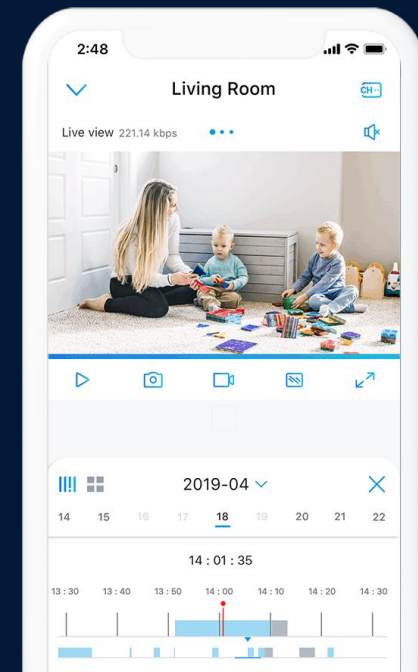 2:48
Living Room
CH
Live view 221.14 kbps
2019-04
14 15 16 17 18 19 20 21 22
14 : 01 : 35
13 : 30 13 : 40 13 : 50 14 : 00 14 : 10 14 : 20 14 : 30